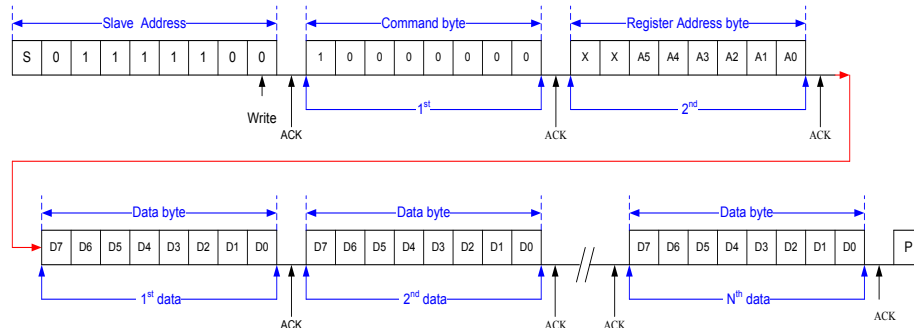 Slave Address Command byte Register Address byte
S 0 1 1 1 1 1 0 0 1 0 0 0 0 0 0 0 X X A5 A4 A3 A2 A1 A0
1st 2nd
Write ACK ACK ACK
Data byte Data byte Data byte
D7 D6 D5 D4 D3 D2 D1 D0 D7 D6 D5 D4 D3 D2 D1 D0 // D7 D6 D5 D4 D3 D2 D1 D0 P
1st data 2nd data Nth data
ACK ACK ACK ACK